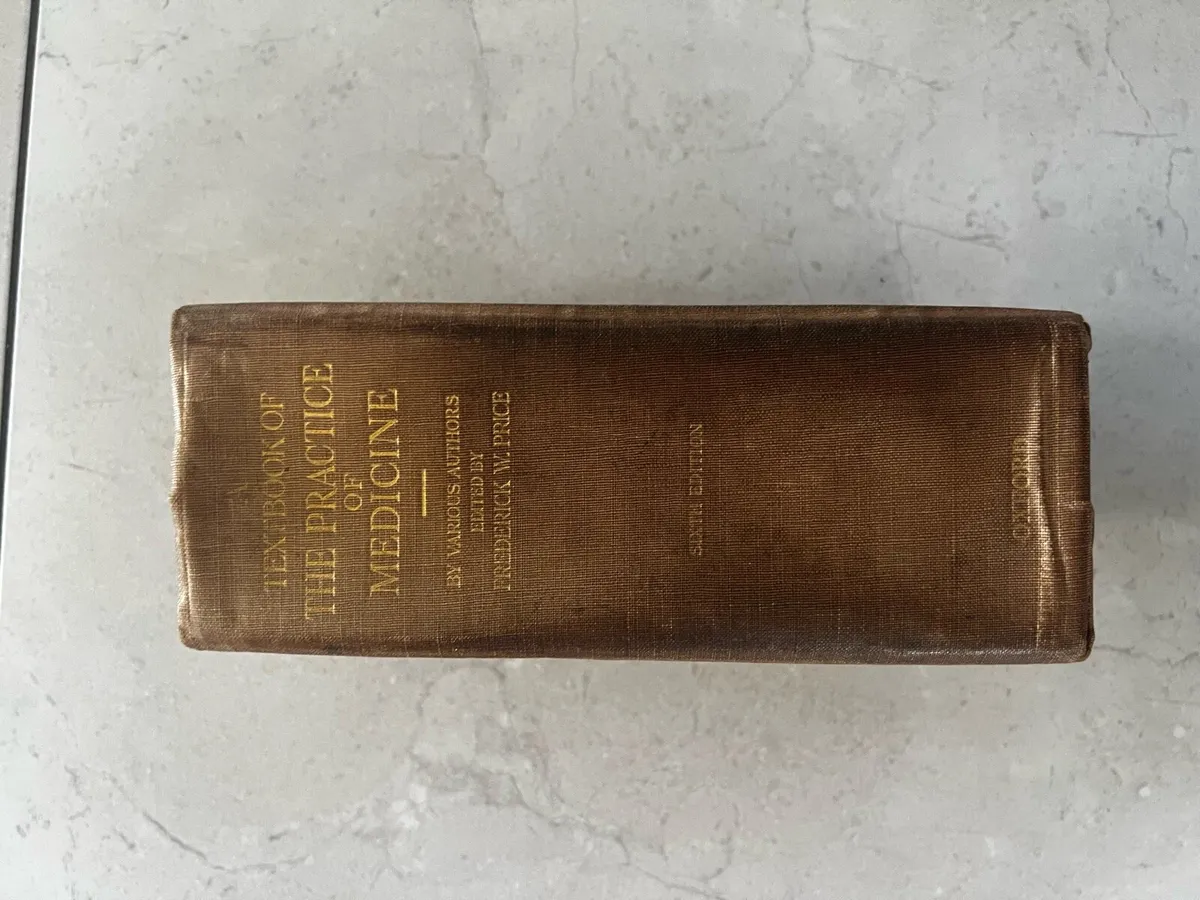 A
TEXTBOOK OF
THE PRACTICE
OF
MEDICINE
BY VARIOUS AUTHORS
EDITED BY
FREDERICK W. PRICE
SIXTH EDITION
OXFORD